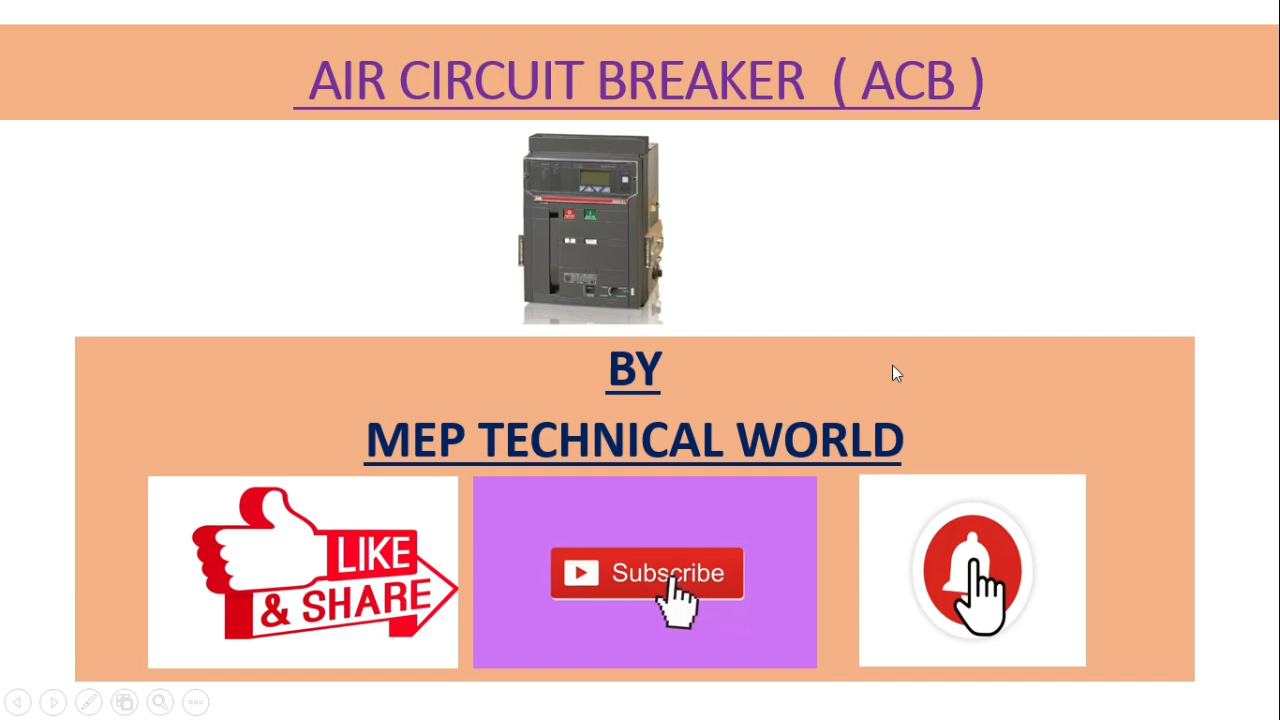 AIR CIRCUIT BREAKER ( ACB )
BY
MEP TECHNICAL WORLD
LIKE
& SHARE
Subscribe